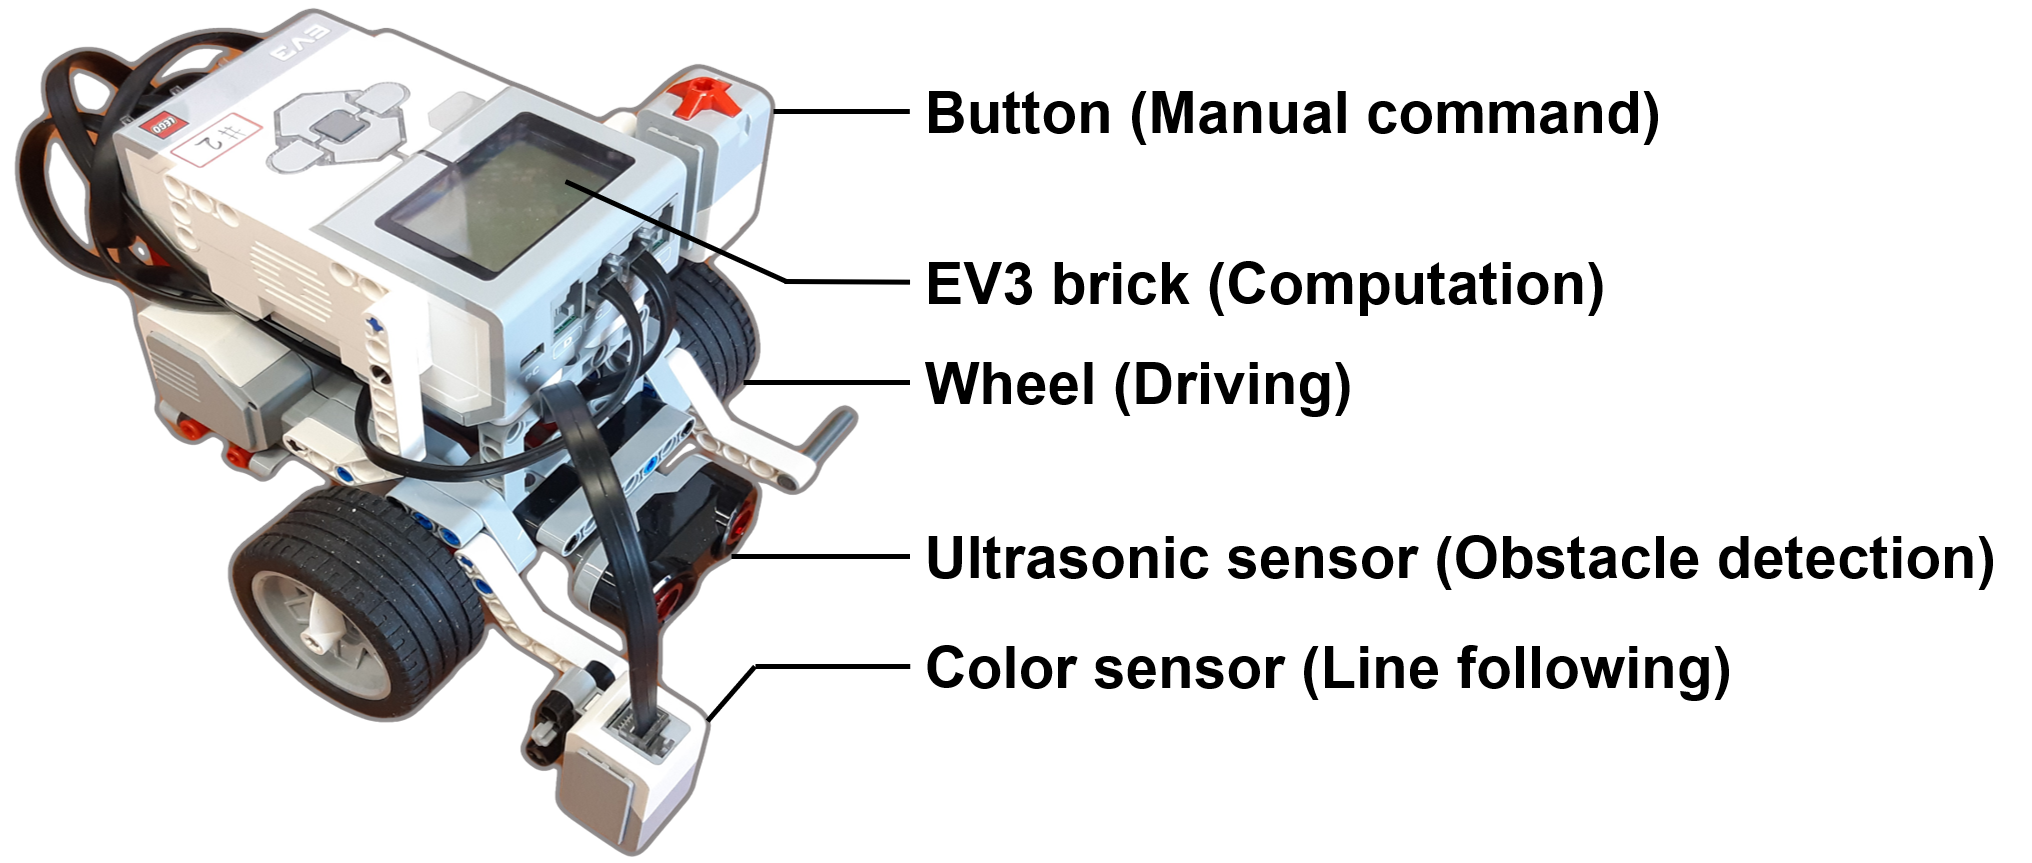 EV3
LEGO
#2
Button (Manual command)
EV3 brick (Computation)
Wheel (Driving)
PC
Ultrasonic sensor (Obstacle detection)
Color sensor (Line following)